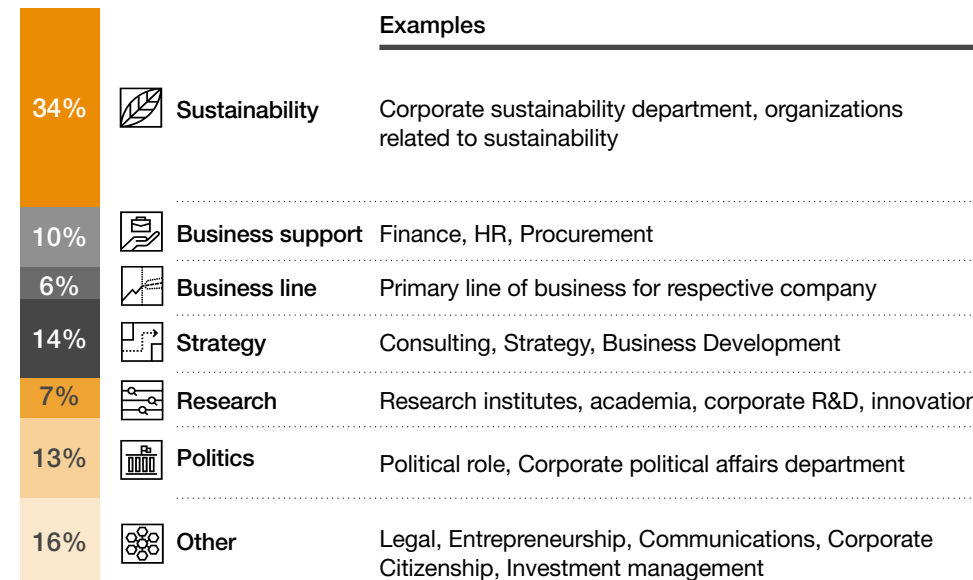 Examples
34%
Sustainability
Corporate sustainability department, organizations
related to sustainability
10%
Business support
Finance, HR, Procurement
6%
Business line
Primary line of business for respective company
14%
Strategy
Consulting, Strategy, Business Development
7%
Research
Research institutes, academia, corporate R&D, innovation
13%
Politics
Political role, Corporate political affairs department
16%
Other
Legal, Entrepreneurship, Communications, Corporate
Citizenship, Investment management